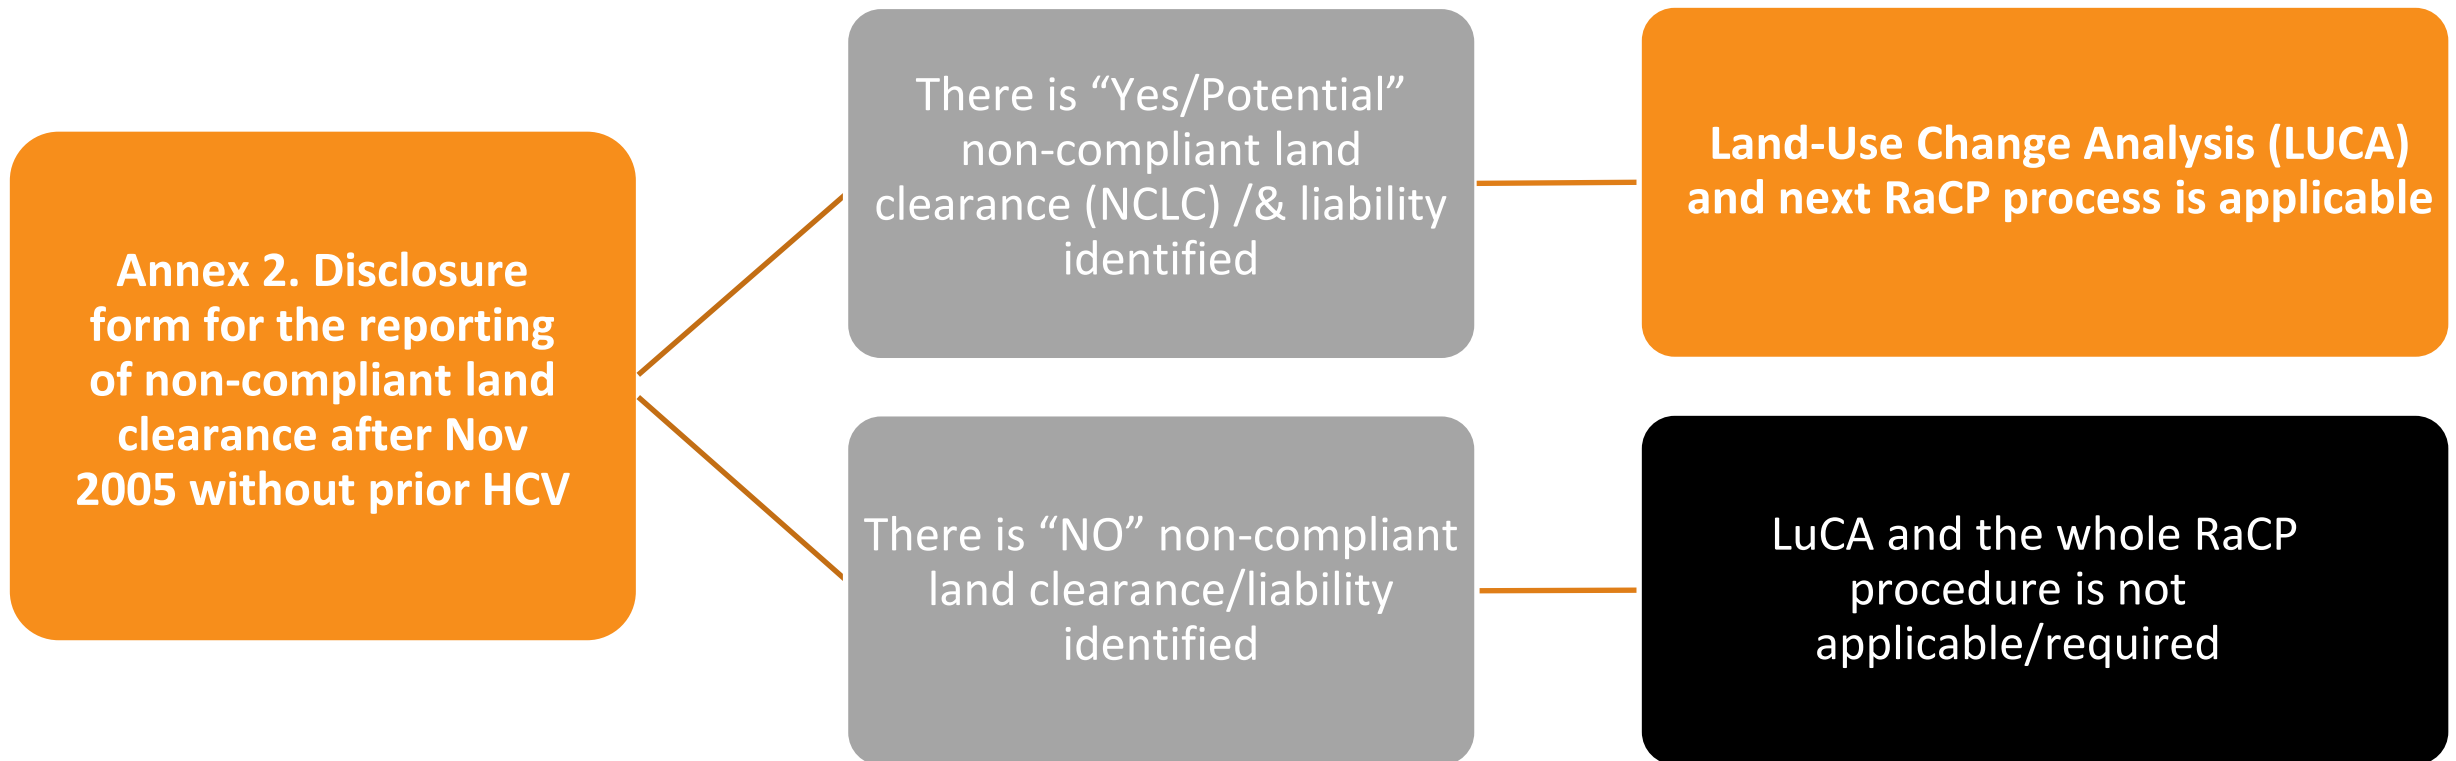 Annex 2. Disclosure
form for the reporting
of non-compliant land
clearance after Nov
2005 without prior HCV
There is “Yes/Potential”
non-compliant land
clearance (NCLC) /& liability
identified
Land-Use Change Analysis (LUCA)
and next RaCP process is applicable
There is “NO” non-compliant
land clearance/liability
identified
LuCA and the whole RaCP
procedure is not
applicable/required